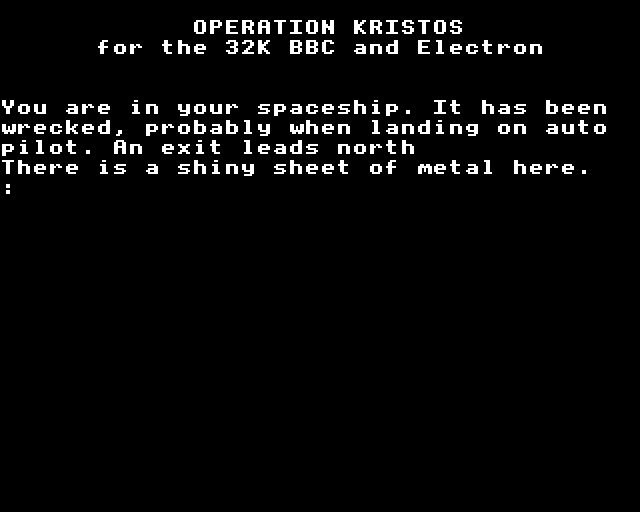 OPERATION KRISTOS
for the 32K BBC and Electron
You are in your spaceship. It has been
wrecked, probably when landing on auto
pilot. An exit leads north
There is a shiny sheet of metal here.
: